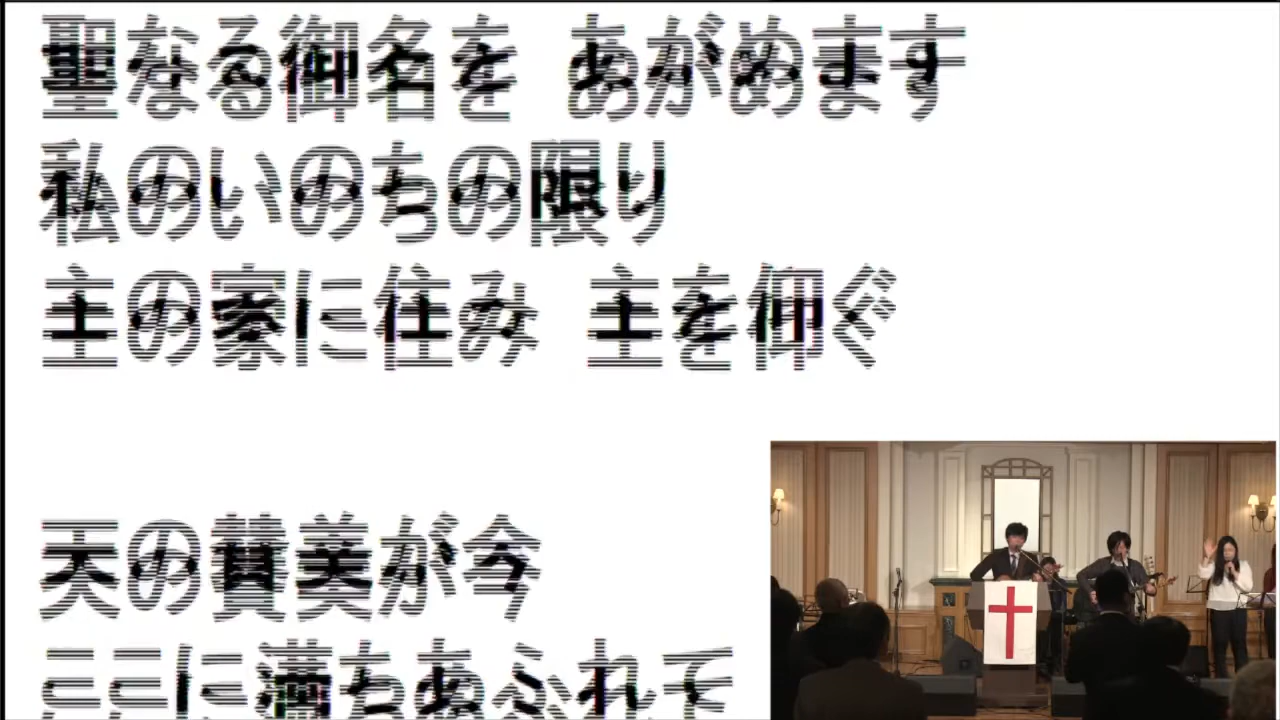 聖なる御名を あがめます
私のいのちの限り
主の家に住み 主を仰ぐ
天の賛美が今
ここに満ちあふれて